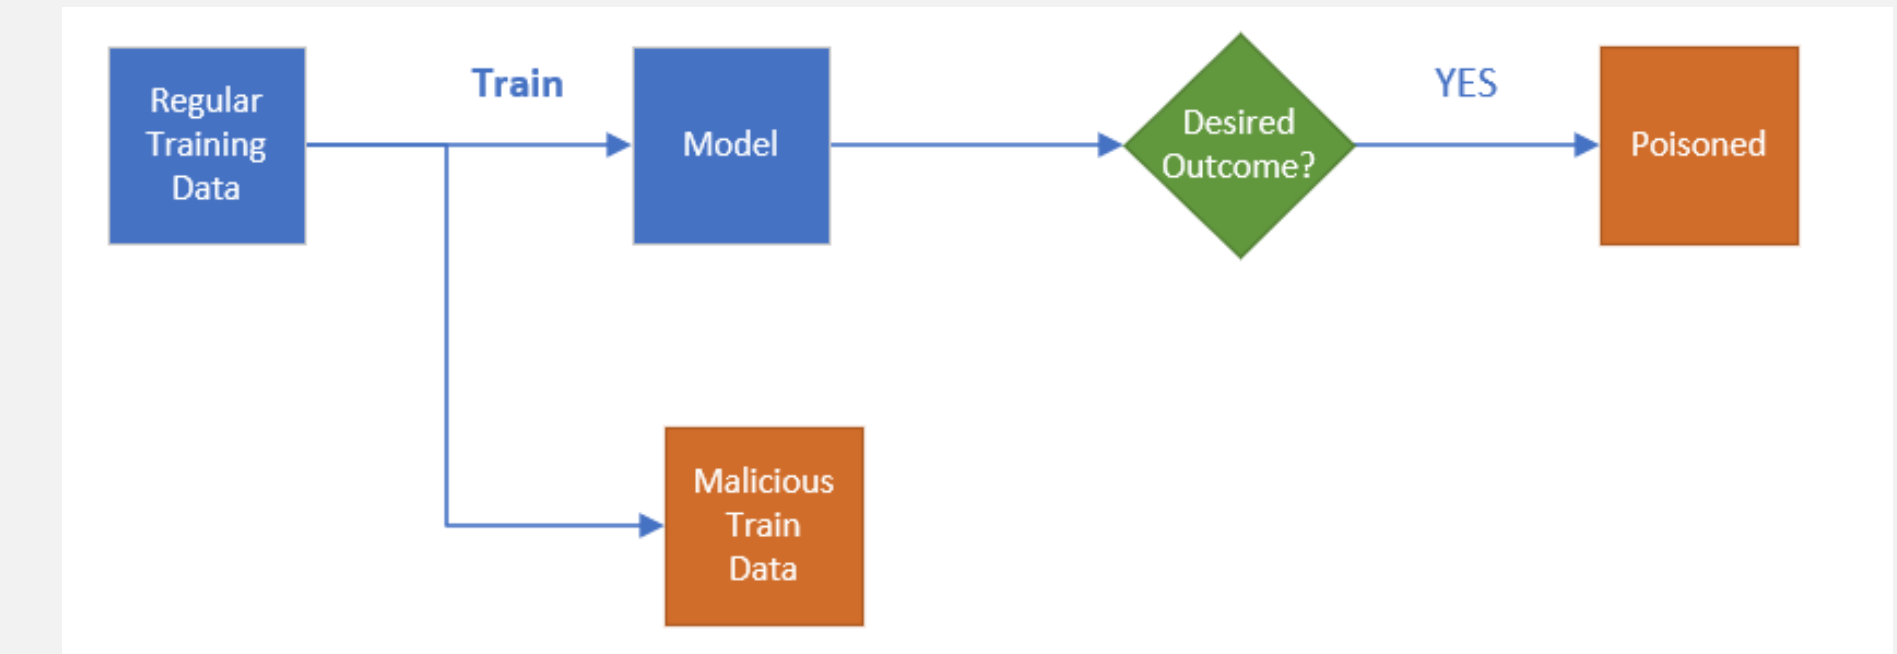 Regular
Training
Data
Train
Model
Desired
Outcome?
YES
Poisoned
Malicious
Train
Data